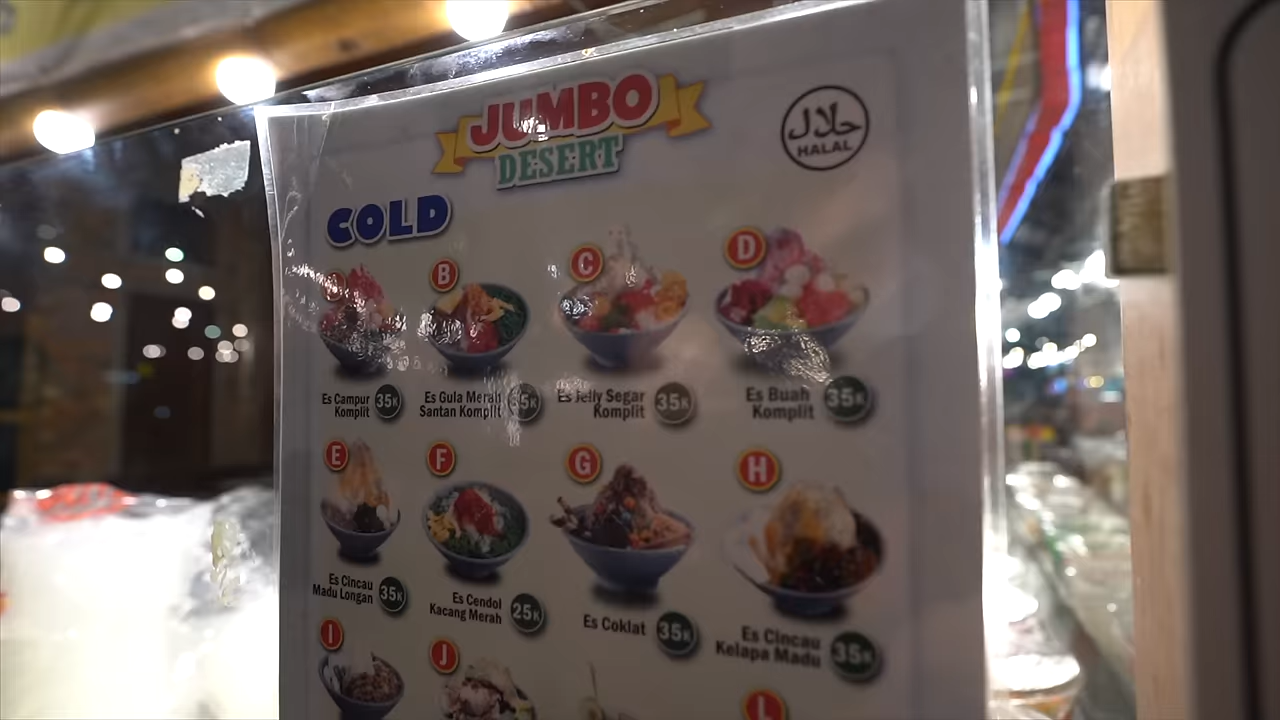 JUMBO
DESERT
حلال
HALAL
COLD
B
C
D
Es Campur
Komplit 35K
Es Gula Merah
Santan Komplit 35K
Es Jelly Segar
Komplit 35K
Es Buah
Komplit 35K
E
F
G
H
Es Cincau
Madu Longan 35K
Es Cendol
Kacang Merah 25K
Es Coklat 35K
Es Cincau
Kelapa Madu 35K
I
J
L